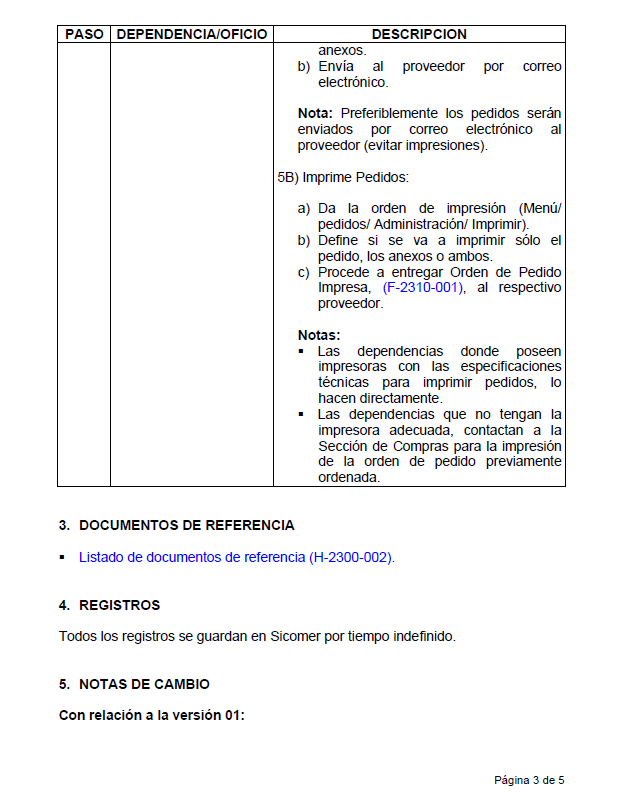 PASO DEPENDENCIA/OFICIO DESCRIPCION
anexos.
b) Envía al proveedor por correo
electrónico.
Nota: Preferiblemente los pedidos serán
enviados por correo electrónico al
proveedor (evitar impresiones).
5B) Imprime Pedidos:
a) Da la orden de impresión (Menú/
pedidos/ Administración/ Imprimir).
b) Define si se va a imprimir sólo el
pedido, los anexos o ambos.
c) Procede a entregar Orden de Pedido
Impresa, (F-2310-001), al respectivo
proveedor.
Notas:
▪ Las dependencias donde poseen
impresoras con las especificaciones
técnicas para imprimir pedidos, lo
hacen directamente.
▪ Las dependencias que no tengan la
impresora adecuada, contactan a la
Sección de Compras para la impresión
de la orden de pedido previamente
ordenada.
3. DOCUMENTOS DE REFERENCIA
▪ Listado de documentos de referencia (H-2300-002).
4. REGISTROS
Todos los registros se guardan en Sicomer por tiempo indefinido.
5. NOTAS DE CAMBIO
Con relación a la versión 01:
Página 3 de 5